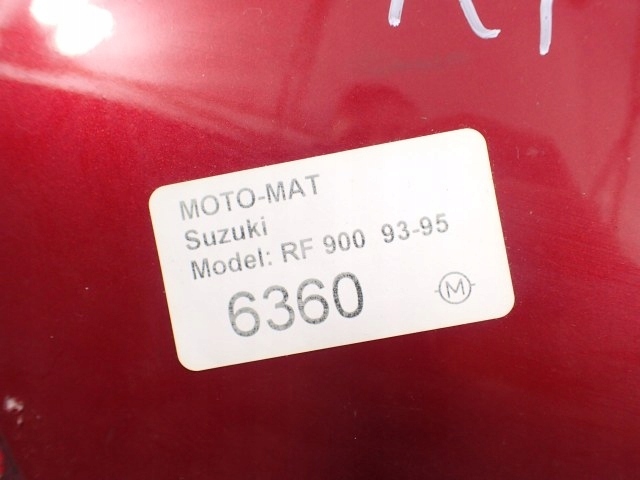 MOTO-MAT
Suzuki
Model: RF 900 93-95
6360
M